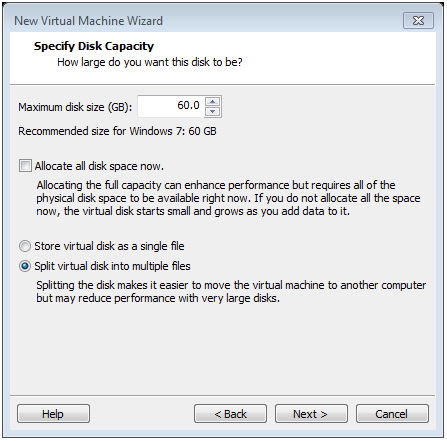 New Virtual Machine Wizard
Specify Disk Capacity
How large do you want this disk to be?
Maximum disk size (GB): 60.0
Recommended size for Windows 7: 60 GB
Allocate all disk space now.
Allocating the full capacity can enhance performance but requires all of the
physical disk space to be available right now. If you do not allocate all the space
now, the virtual disk starts small and grows as you add data to it.
Store virtual disk as a single file
Split virtual disk into multiple files
Splitting the disk makes it easier to move the virtual machine to another computer
but may reduce performance with very large disks.
Help < Back Next > Cancel